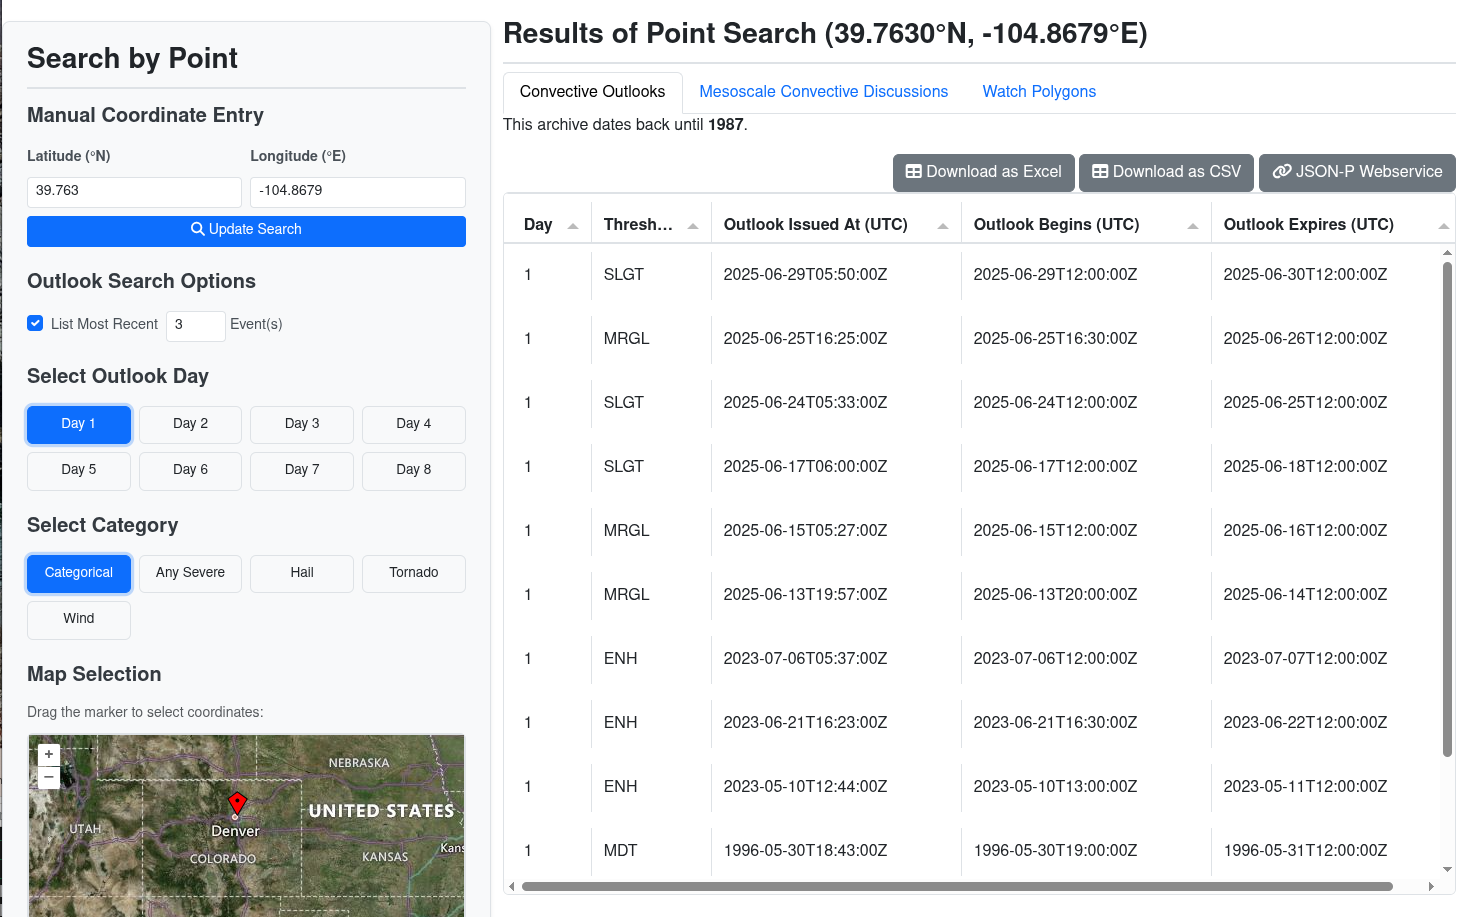 Search by Point
Manual Coordinate Entry
Latitude (°N) Longitude (°E)
39.763 -104.8679
Update Search
Outlook Search Options
List Most Recent 3 Event(s)
Select Outlook Day
Day 1 Day 2 Day 3 Day 4
Day 5 Day 6 Day 7 Day 8
Select Category
Categorical Any Severe Hail Tornado
Wind
Map Selection
Drag the marker to select coordinates:
+
−
NEBRASKA
UNITED STATES
UTAH
Denver
COLORADO
KANSAS
Kans
Results of Point Search (39.7630°N, -104.8679°E)
Convective Outlooks Mesoscale Convective Discussions Watch Polygons
This archive dates back until 1987.
Download as Excel Download as CSV JSON-P Webservice
Day Thresh... Outlook Issued At (UTC) Outlook Begins (UTC) Outlook Expires (UTC)
1 SLGT 2025-06-29T05:50:00Z 2025-06-29T12:00:00Z 2025-06-30T12:00:00Z
1 MRGL 2025-06-25T16:25:00Z 2025-06-25T16:30:00Z 2025-06-26T12:00:00Z
1 SLGT 2025-06-24T05:33:00Z 2025-06-24T12:00:00Z 2025-06-25T12:00:00Z
1 SLGT 2025-06-17T06:00:00Z 2025-06-17T12:00:00Z 2025-06-18T12:00:00Z
1 MRGL 2025-06-15T05:27:00Z 2025-06-15T12:00:00Z 2025-06-16T12:00:00Z
1 MRGL 2025-06-13T19:57:00Z 2025-06-13T20:00:00Z 2025-06-14T12:00:00Z
1 ENH 2023-07-06T05:37:00Z 2023-07-06T12:00:00Z 2023-07-07T12:00:00Z
1 ENH 2023-06-21T16:23:00Z 2023-06-21T16:30:00Z 2023-06-22T12:00:00Z
1 ENH 2023-05-10T12:44:00Z 2023-05-10T13:00:00Z 2023-05-11T12:00:00Z
1 MDT 1996-05-30T18:43:00Z 1996-05-30T19:00:00Z 1996-05-31T12:00:00Z